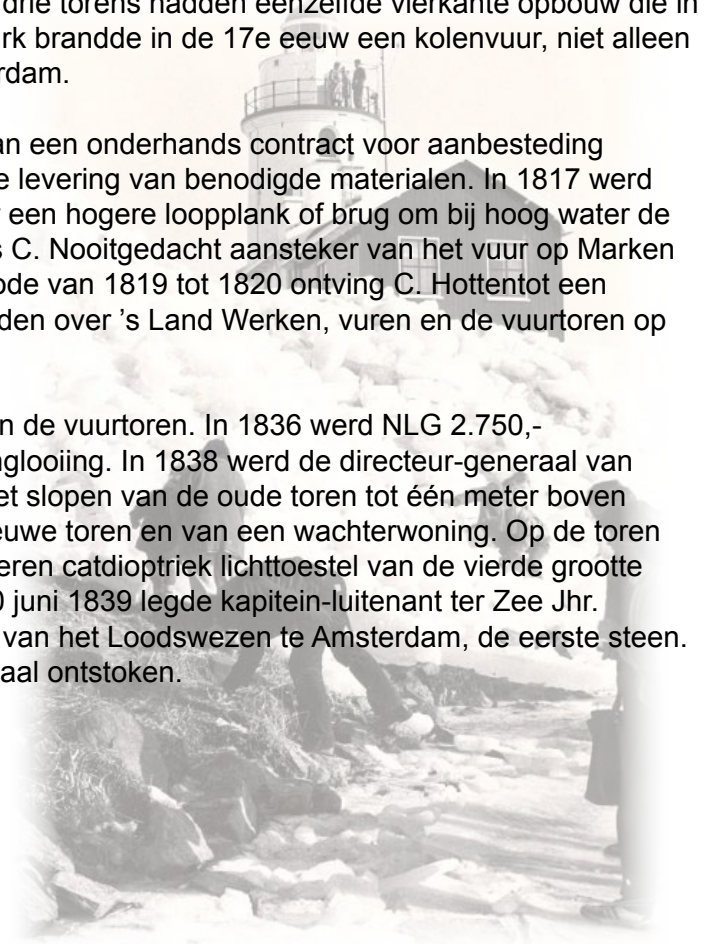 drie torens hadden eenzelfde vierkante opbouw die in
rk brandde in de 17e eeuw een kolenvuur, niet alleen
rdam.
an een onderhands contract voor aanbesteding
e levering van benodigde materialen. In 1817 werd
een hogere loopplank of brug om bij hoog water de
s C. Nooitgedacht aansteker van het vuur op Marken
ode van 1819 tot 1820 ontving C. Hottentot een
den over ’s Land Werken, vuren en de vuurtoren op
n de vuurtoren. In 1836 werd NLG 2.750,-
nglooiing. In 1838 werd de directeur-generaal van
et slopen van de oude toren tot één meter boven
euwe toren en van een wachterwoning. Op de toren
eren catdioptriek lichttoestel van de vierde grootte
0 juni 1839 legde kapitein-luitenant ter Zee Jhr.
van het Loodswezen te Amsterdam, de eerste steen.
aal ontstoken.